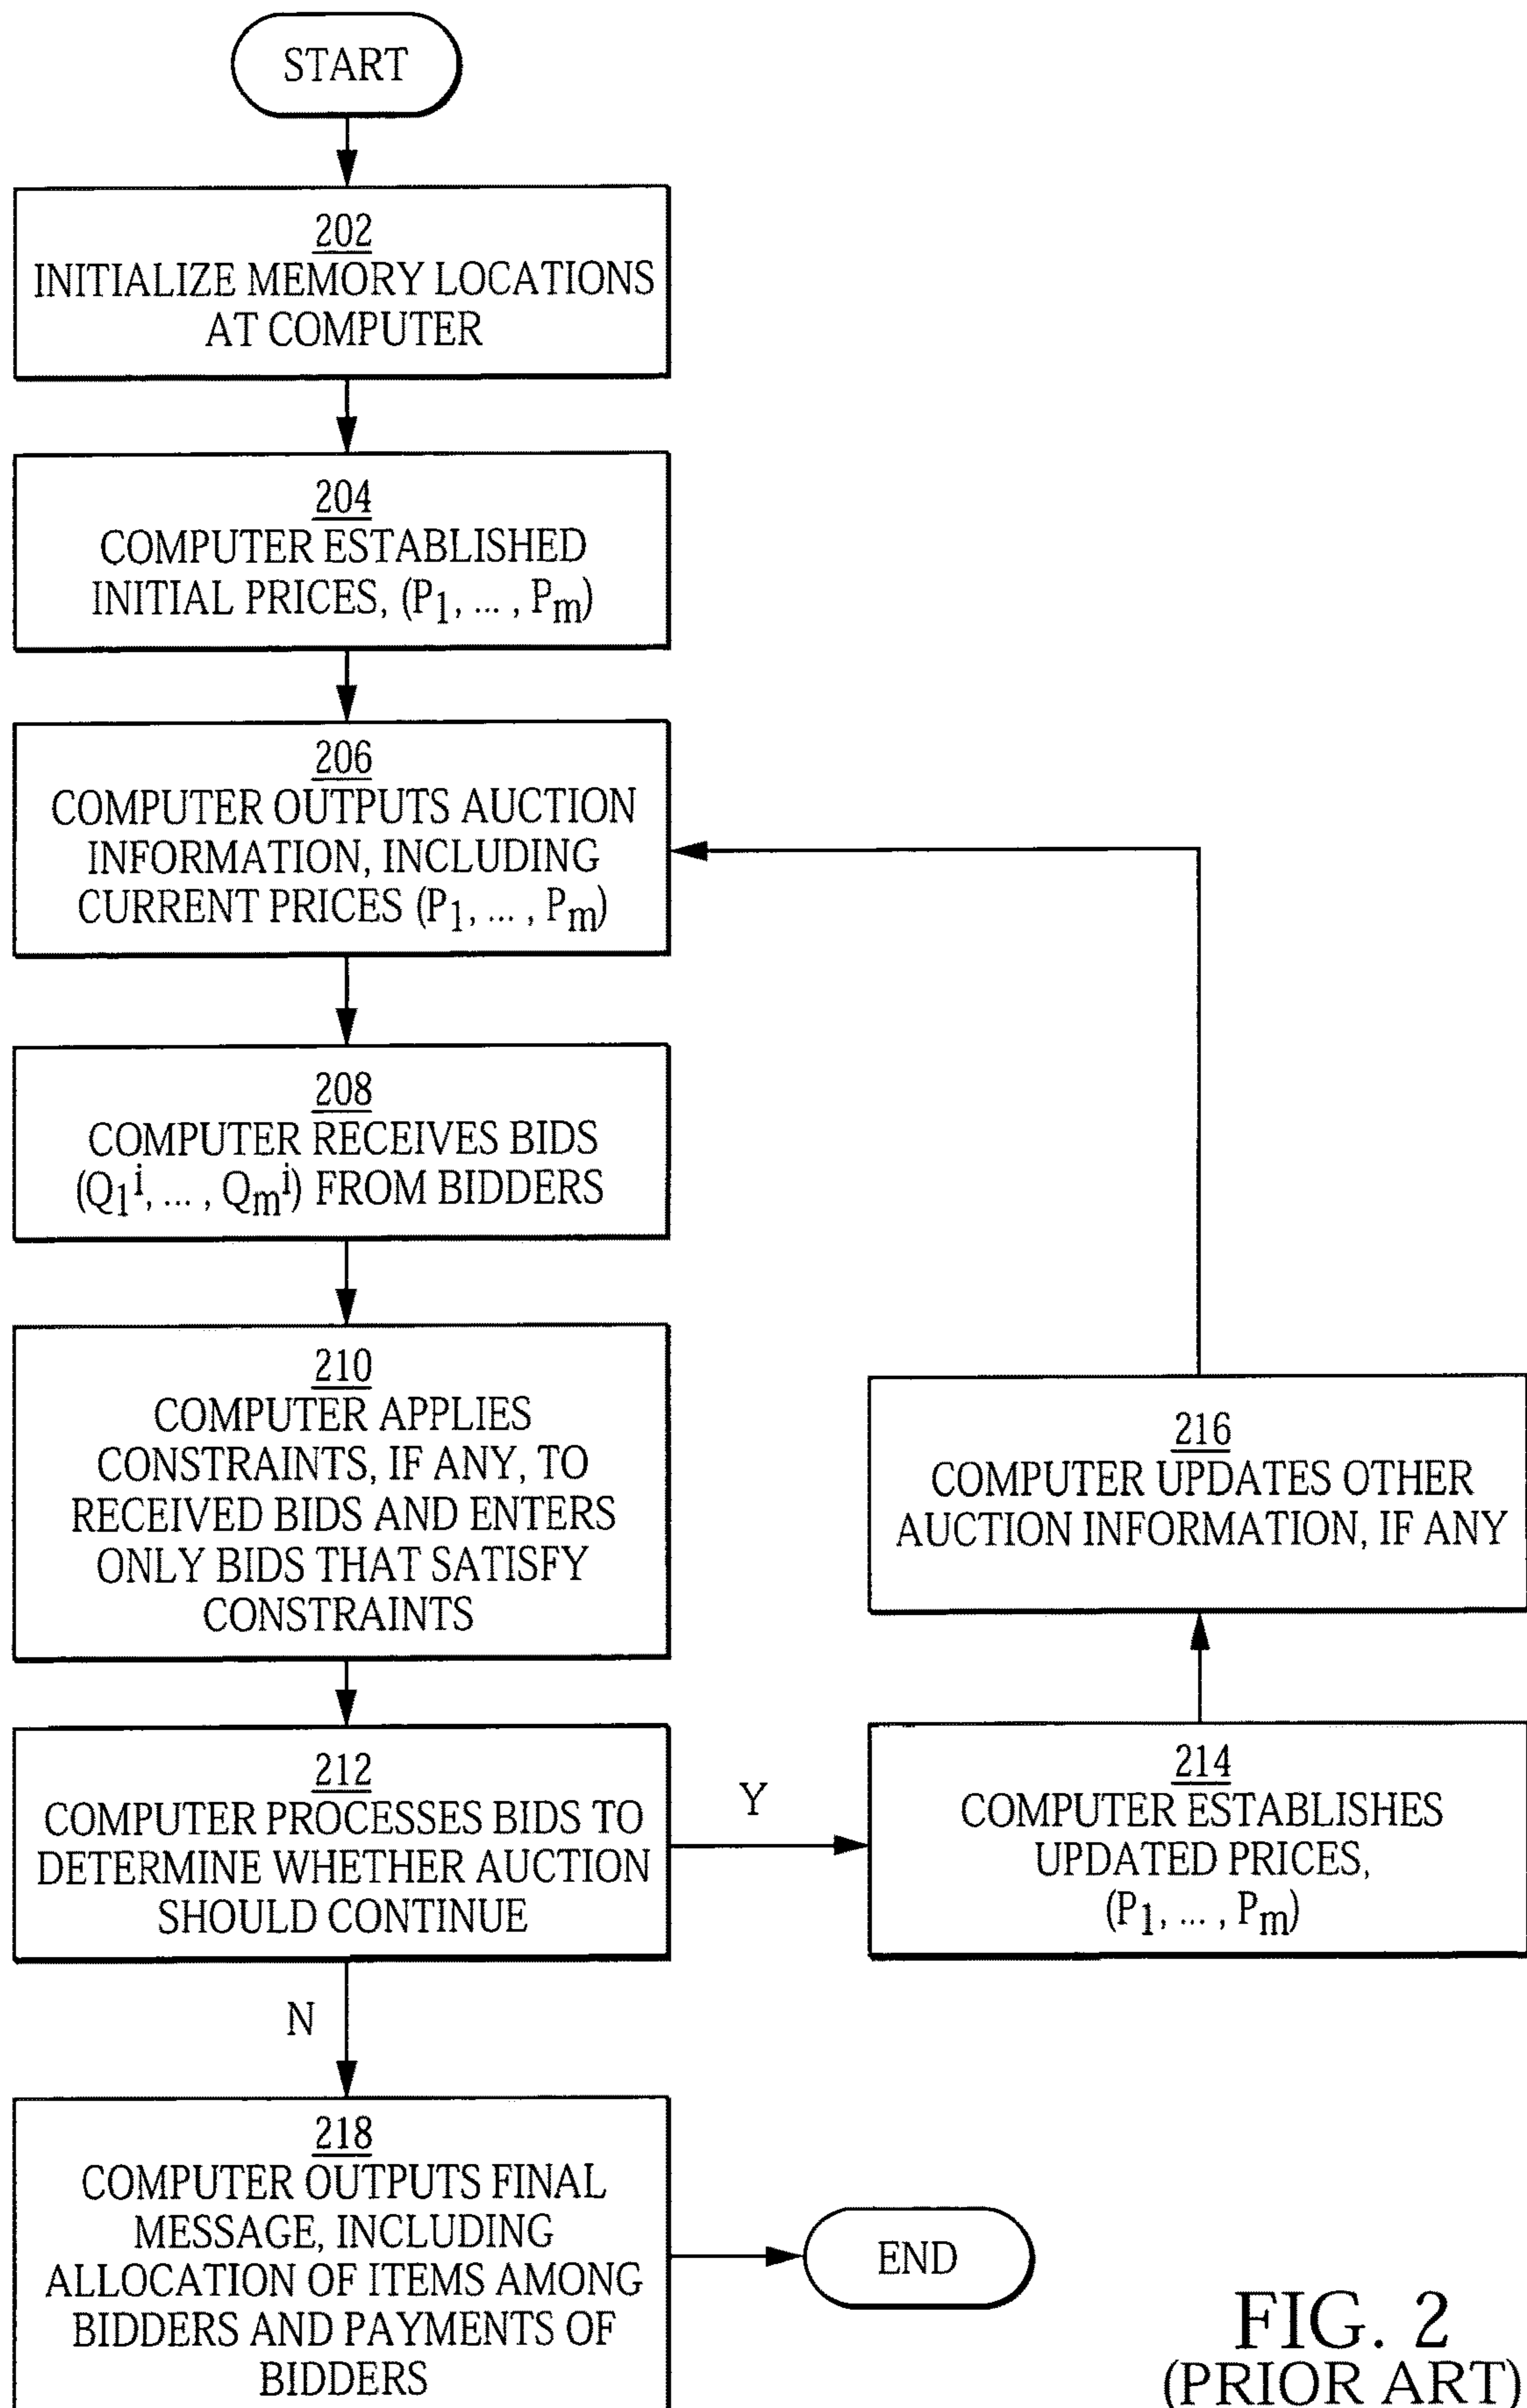 START
202
INITIALIZE MEMORY LOCATIONS
AT COMPUTER
204
COMPUTER ESTABLISHED
INITIAL PRICES, (P1, ... , Pm)
206
COMPUTER OUTPUTS AUCTION
INFORMATION, INCLUDING
CURRENT PRICES (P1, ... , Pm)
208
COMPUTER RECEIVES BIDS
(Q1i, ... , Qmi) FROM BIDDERS
210
COMPUTER APPLIES
CONSTRAINTS, IF ANY, TO
RECEIVED BIDS AND ENTERS
ONLY BIDS THAT SATISFY
CONSTRAINTS
212
COMPUTER PROCESSES BIDS TO
DETERMINE WHETHER AUCTION
SHOULD CONTINUE
Y
214
COMPUTER ESTABLISHES
UPDATED PRICES,
(P1, ... , Pm)
216
COMPUTER UPDATES OTHER
AUCTION INFORMATION, IF ANY
N
218
COMPUTER OUTPUTS FINAL
MESSAGE, INCLUDING
ALLOCATION OF ITEMS AMONG
BIDDERS AND PAYMENTS OF
BIDDERS
END
FIG. 2
(PRIOR ART)